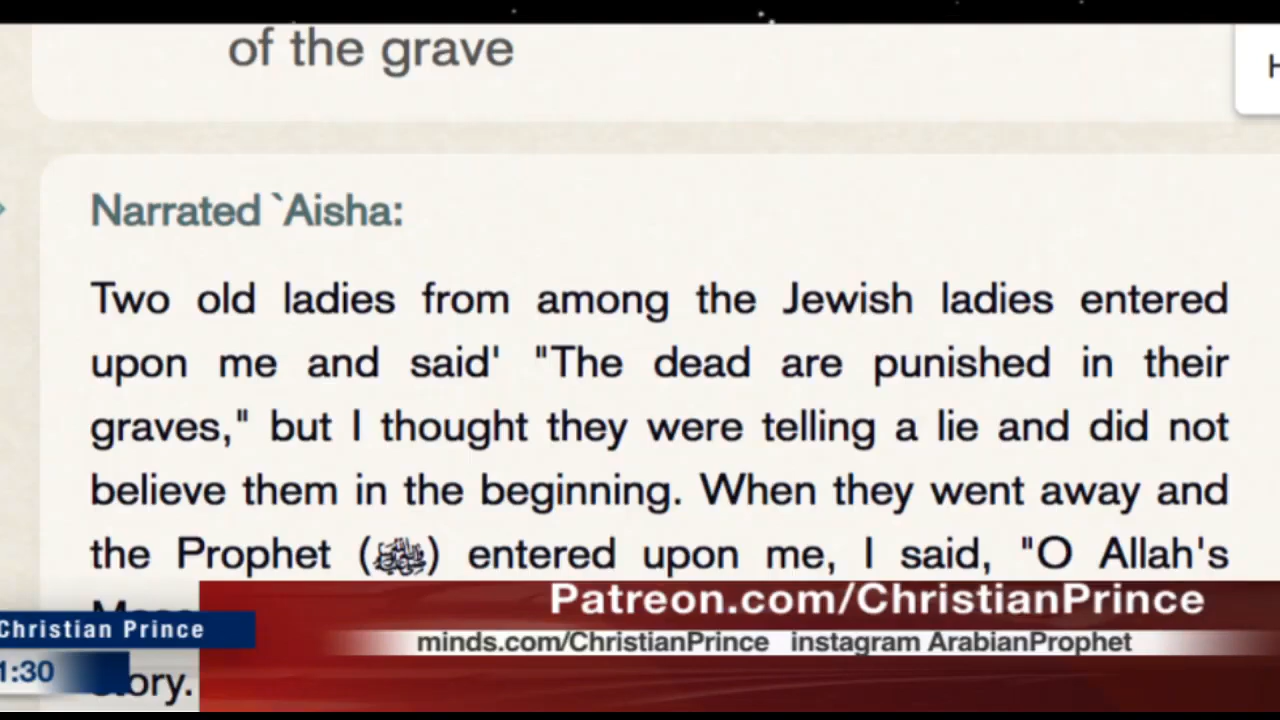 of the grave
H
Narrated `Aisha:
Two old ladies from among the Jewish ladies entered
upon me and said' "The dead are punished in their
graves," but I thought they were telling a lie and did not
believe them in the beginning. When they went away and
the Prophet (ﷺ) entered upon me, I said, "O Allah's
Patreon.com/ChristianPrince
Christian Prince
minds.com/ChristianPrince instagram ArabianProphet
1:30